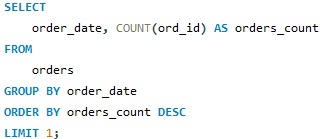 SELECT
order_date, COUNT(ord_id) AS orders_count
FROM
orders
GROUP BY order_date
ORDER BY orders_count DESC
LIMIT 1;